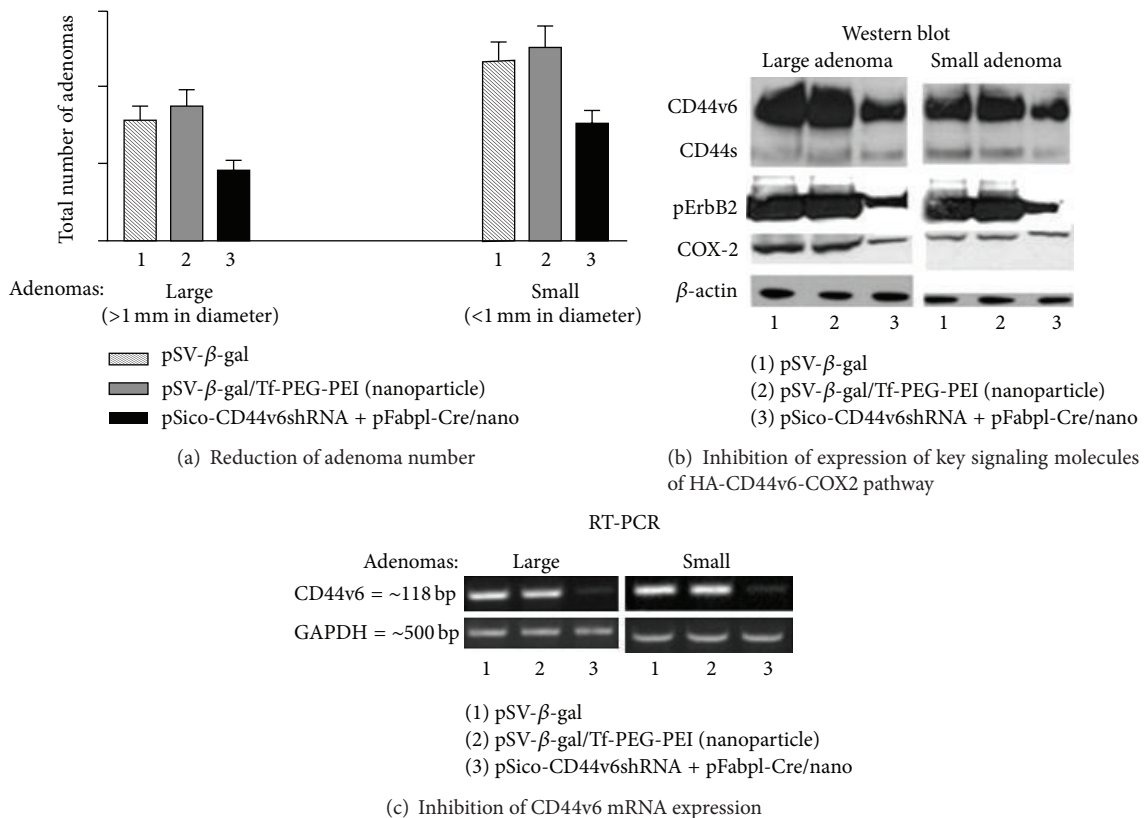 Total number of adenomas
1 2 3 1 2 3
Adenomas: Large Small
(>1 mm in diameter) (<1 mm in diameter)
pSV-β-gal
pSV-β-gal/Tf-PEG-PEI (nanoparticle)
pSico-CD44v6shRNA + pFabpl-Cre/nano
(a) Reduction of adenoma number
Western blot
Large adenoma Small adenoma
CD44v6
CD44s
pErbB2
COX-2
β-actin
1 2 3 1 2 3
(1) pSV-β-gal
(2) pSV-β-gal/Tf-PEG-PEI (nanoparticle)
(3) pSico-CD44v6shRNA + pFabpl-Cre/nano
(b) Inhibition of expression of key signaling molecules
of HA-CD44v6-COX2 pathway
RT-PCR
Adenomas: Large Small
CD44v6 = ~118 bp
GAPDH = ~500 bp
1 2 3 1 2 3
(1) pSV-β-gal
(2) pSV-β-gal/Tf-PEG-PEI (nanoparticle)
(3) pSico-CD44v6shRNA + pFabpl-Cre/nano
(c) Inhibition of CD44v6 mRNA expression